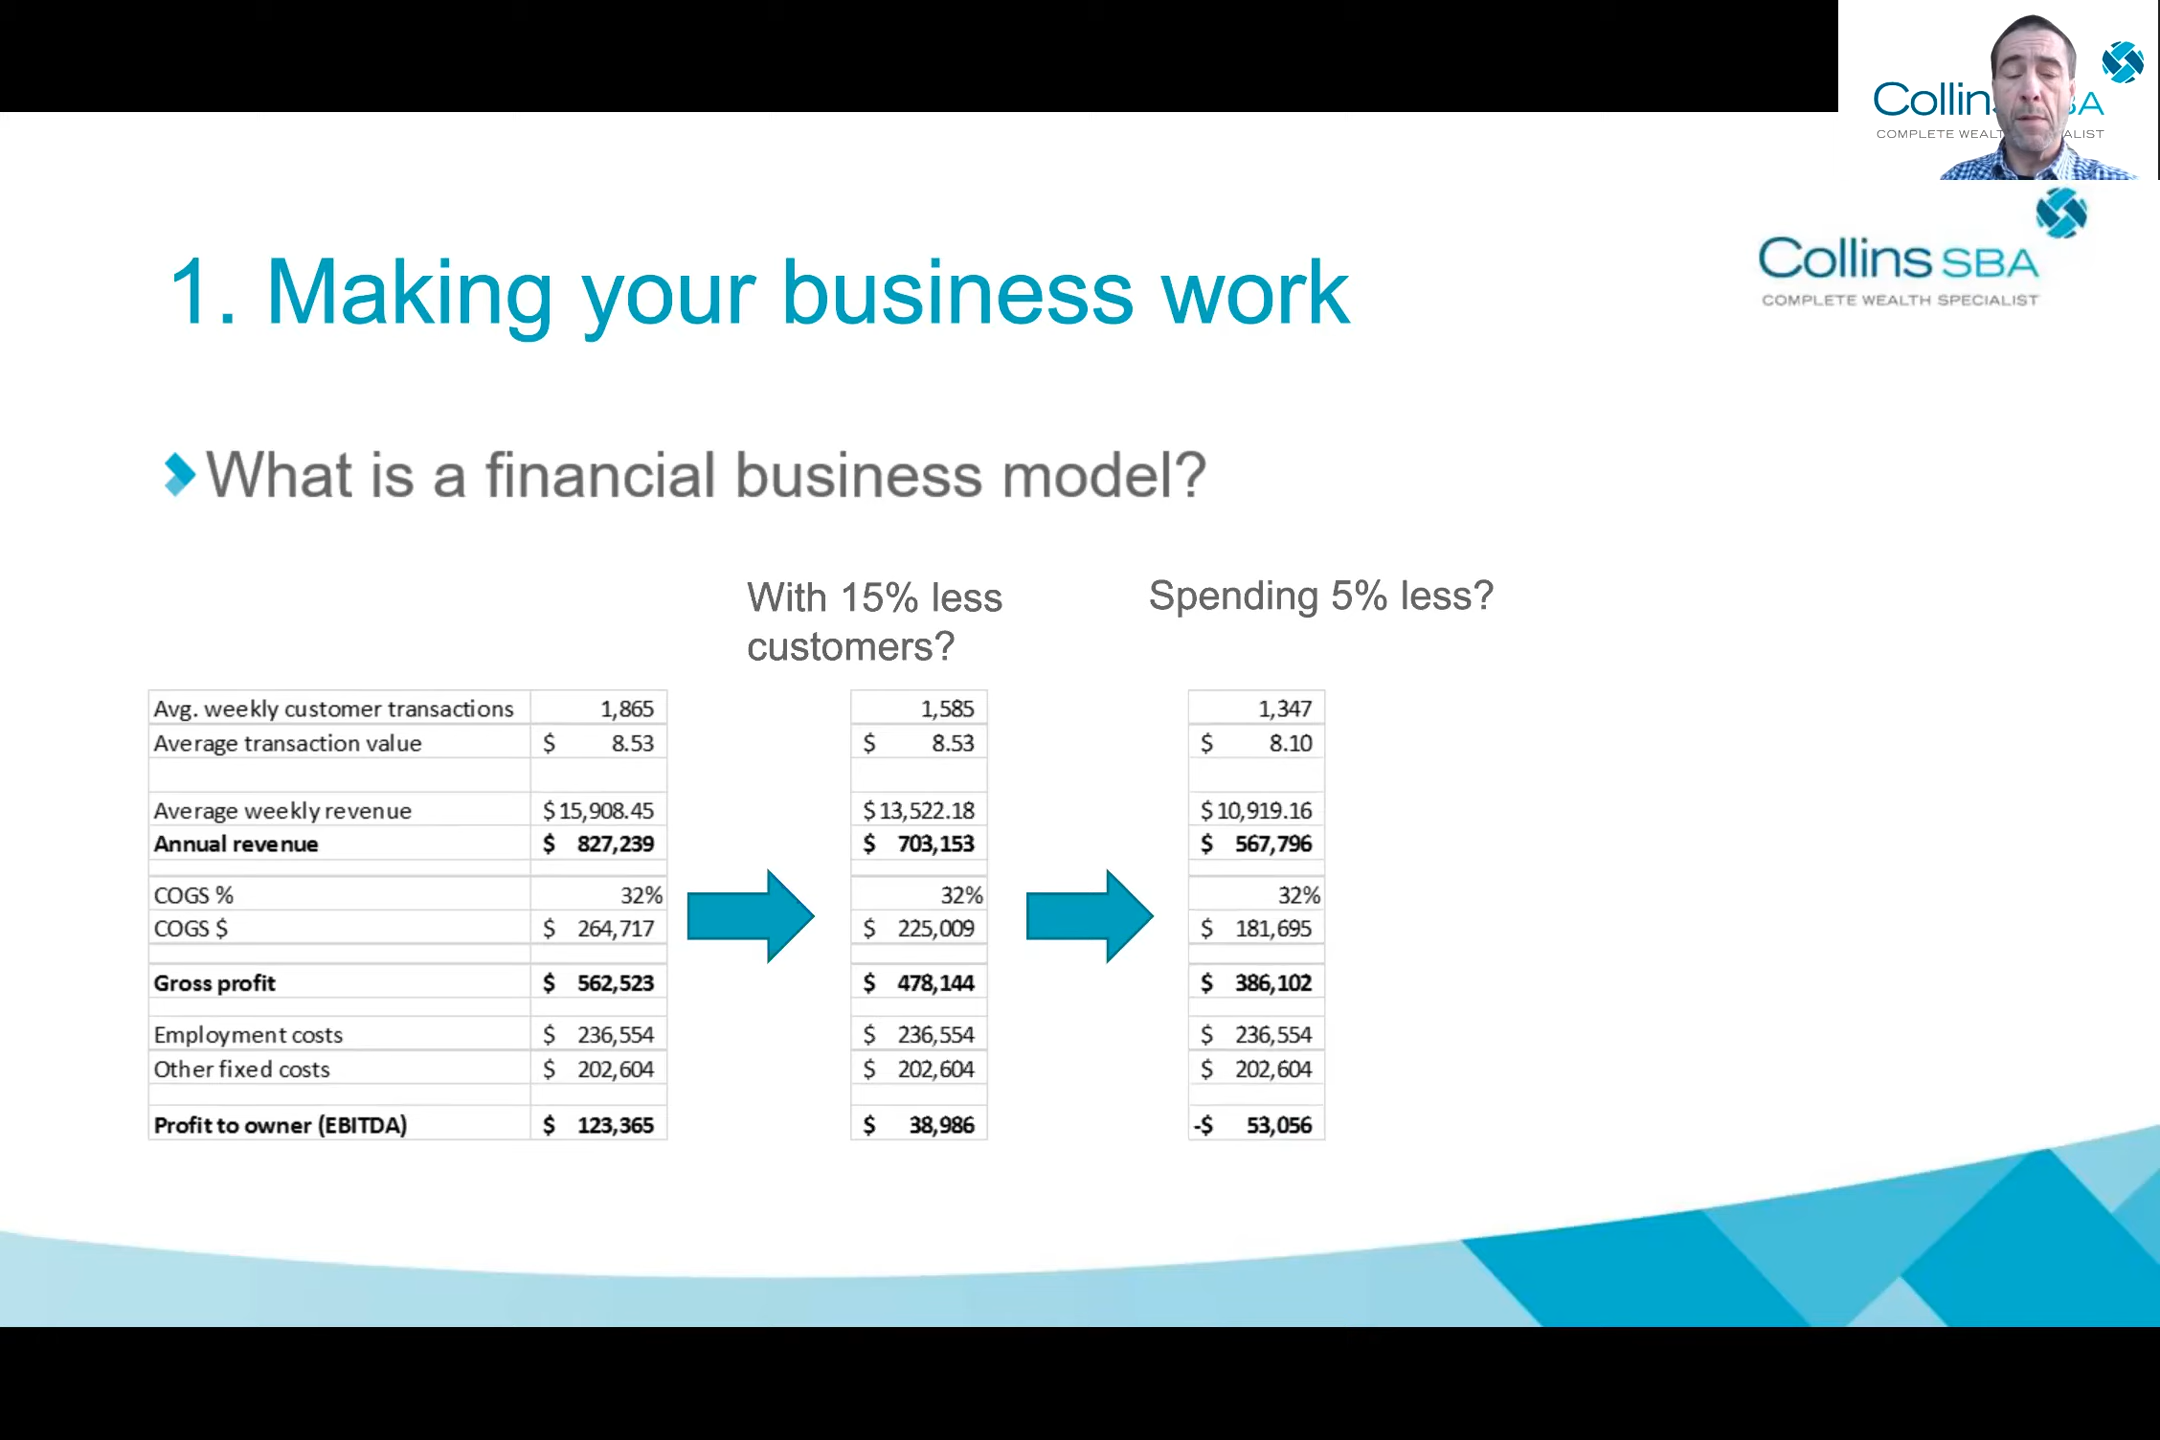 Collins SBA
COMPLETE WEALTH SPECIALIST
1. Making your business work
What is a financial business model?
With 15% less
customers?
Spending 5% less?
Avg. weekly customer transactions 1,865 1,585 1,347
Average transaction value $ 8.53 $ 8.53 $ 8.10
Average weekly revenue $ 15,908.45 $ 13,522.18 $ 10,919.16
Annual revenue $ 827,239 $ 703,153 $ 567,796
COGS % 32% 32% 32%
COGS $ $ 264,717 $ 225,009 $ 181,695
Gross profit $ 562,523 $ 478,144 $ 386,102
Employment costs $ 236,554 $ 236,554 $ 236,554
Other fixed costs $ 202,604 $ 202,604 $ 202,604
Profit to owner (EBITDA) $ 123,365 $ 38,986 -$ 53,056